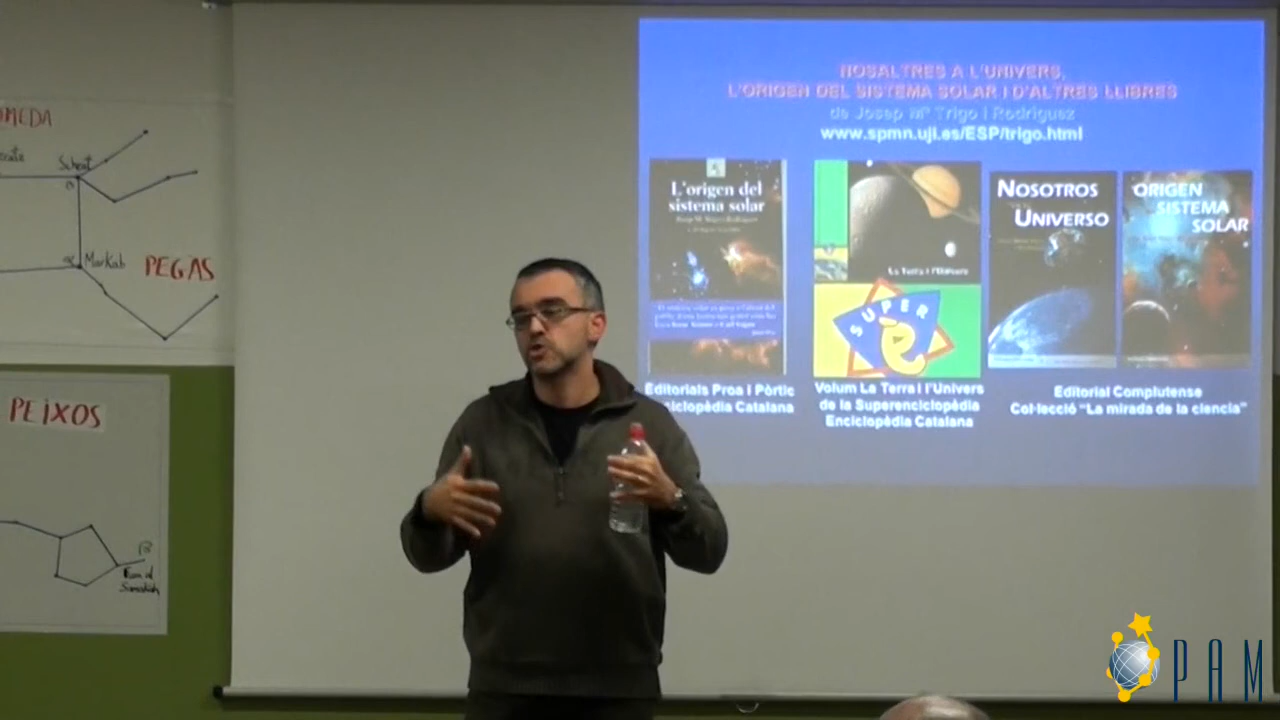 NOSALTRES A L'UNIVERS,
L'ORIGEN DEL SISTEMA SOLAR I D'ALTRES LLIBRES
de Josep Mª Trigo i Rodríguez
www.spmn.uji.es/ESP/trigo.html
L'origen del
sistema solar
La Terra i l'Univers
SUPER
NOSOTROS
UNIVERSO
ORIGEN
SISTEMA
SOLAR
Editorials Proa i Pòrtic
Catalana
Volum La Terra i l'Univers
de la Superenciclopèdia
Enciclopèdia Catalana
Editorial Complutense
Col·lecció "La mirada de la ciencia"
Scheat
Markab
PEGÀS
PEIXOS
PAM